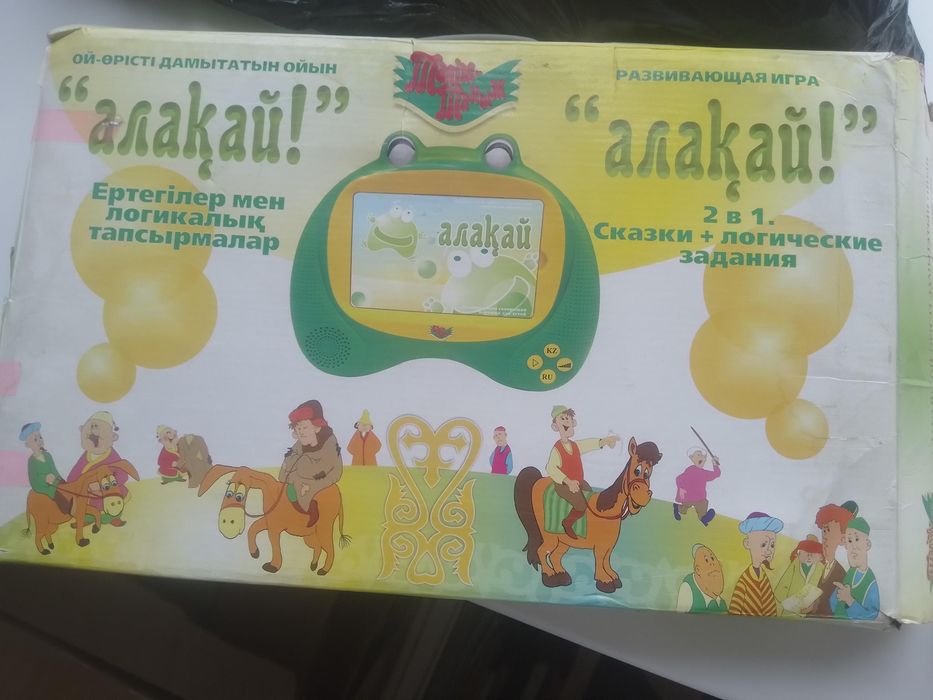 ОЙ-ӨРІСТІ ДАМЫТАТЫН ОЙЫН
“алақай!”
Ертегілер мен
логикалық
тапсырмалар
алақай
KZ
RU
РАЗВИВАЮЩАЯ ИГРА
“алақай!”
2 в 1.
Сказки + логические
задания